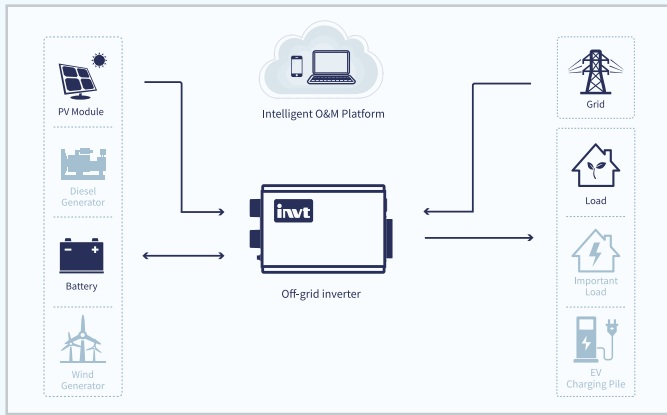 PV Module
Diesel
Generator
Battery
Wind
Generator
Intelligent O&M Platform
invt
Off-grid inverter
Grid
Load
Important
Load
EV
Charging Pile